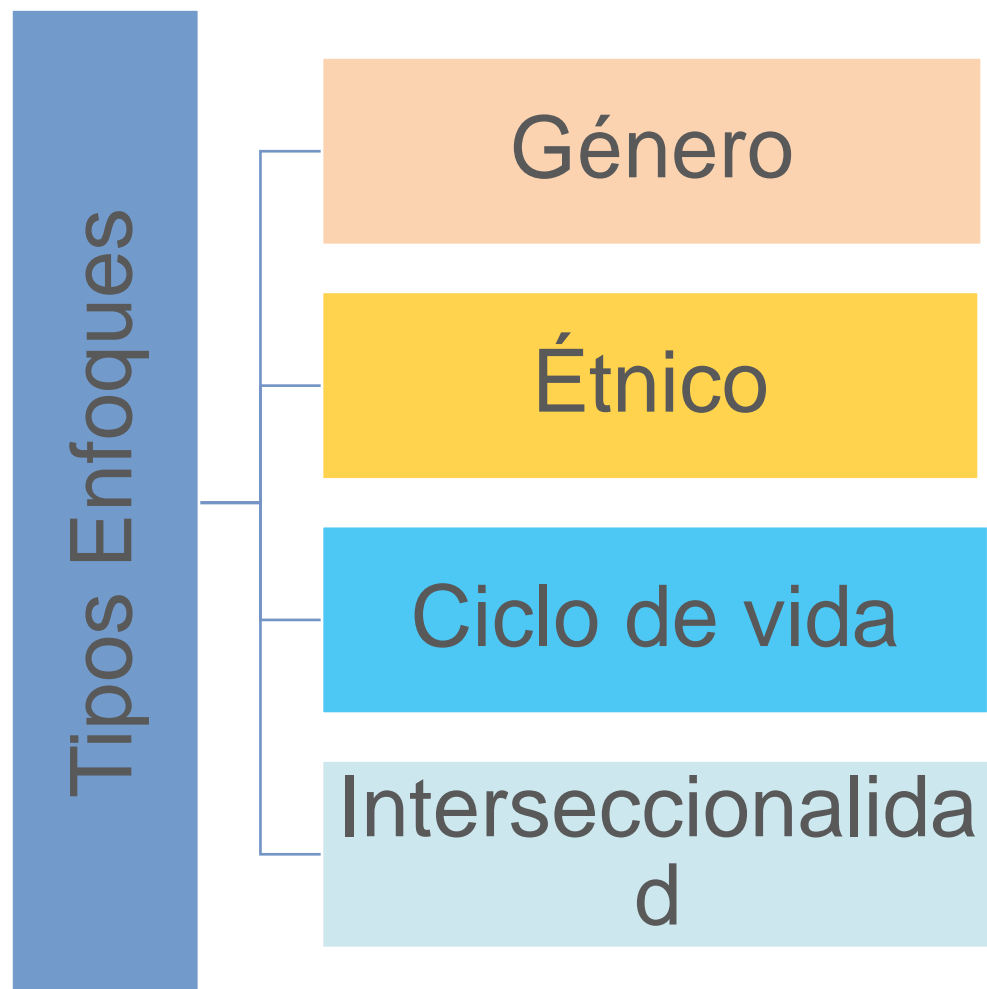 Tipos Enfoques
Género
Étnico
Ciclo de vida
Interseccionalida
d